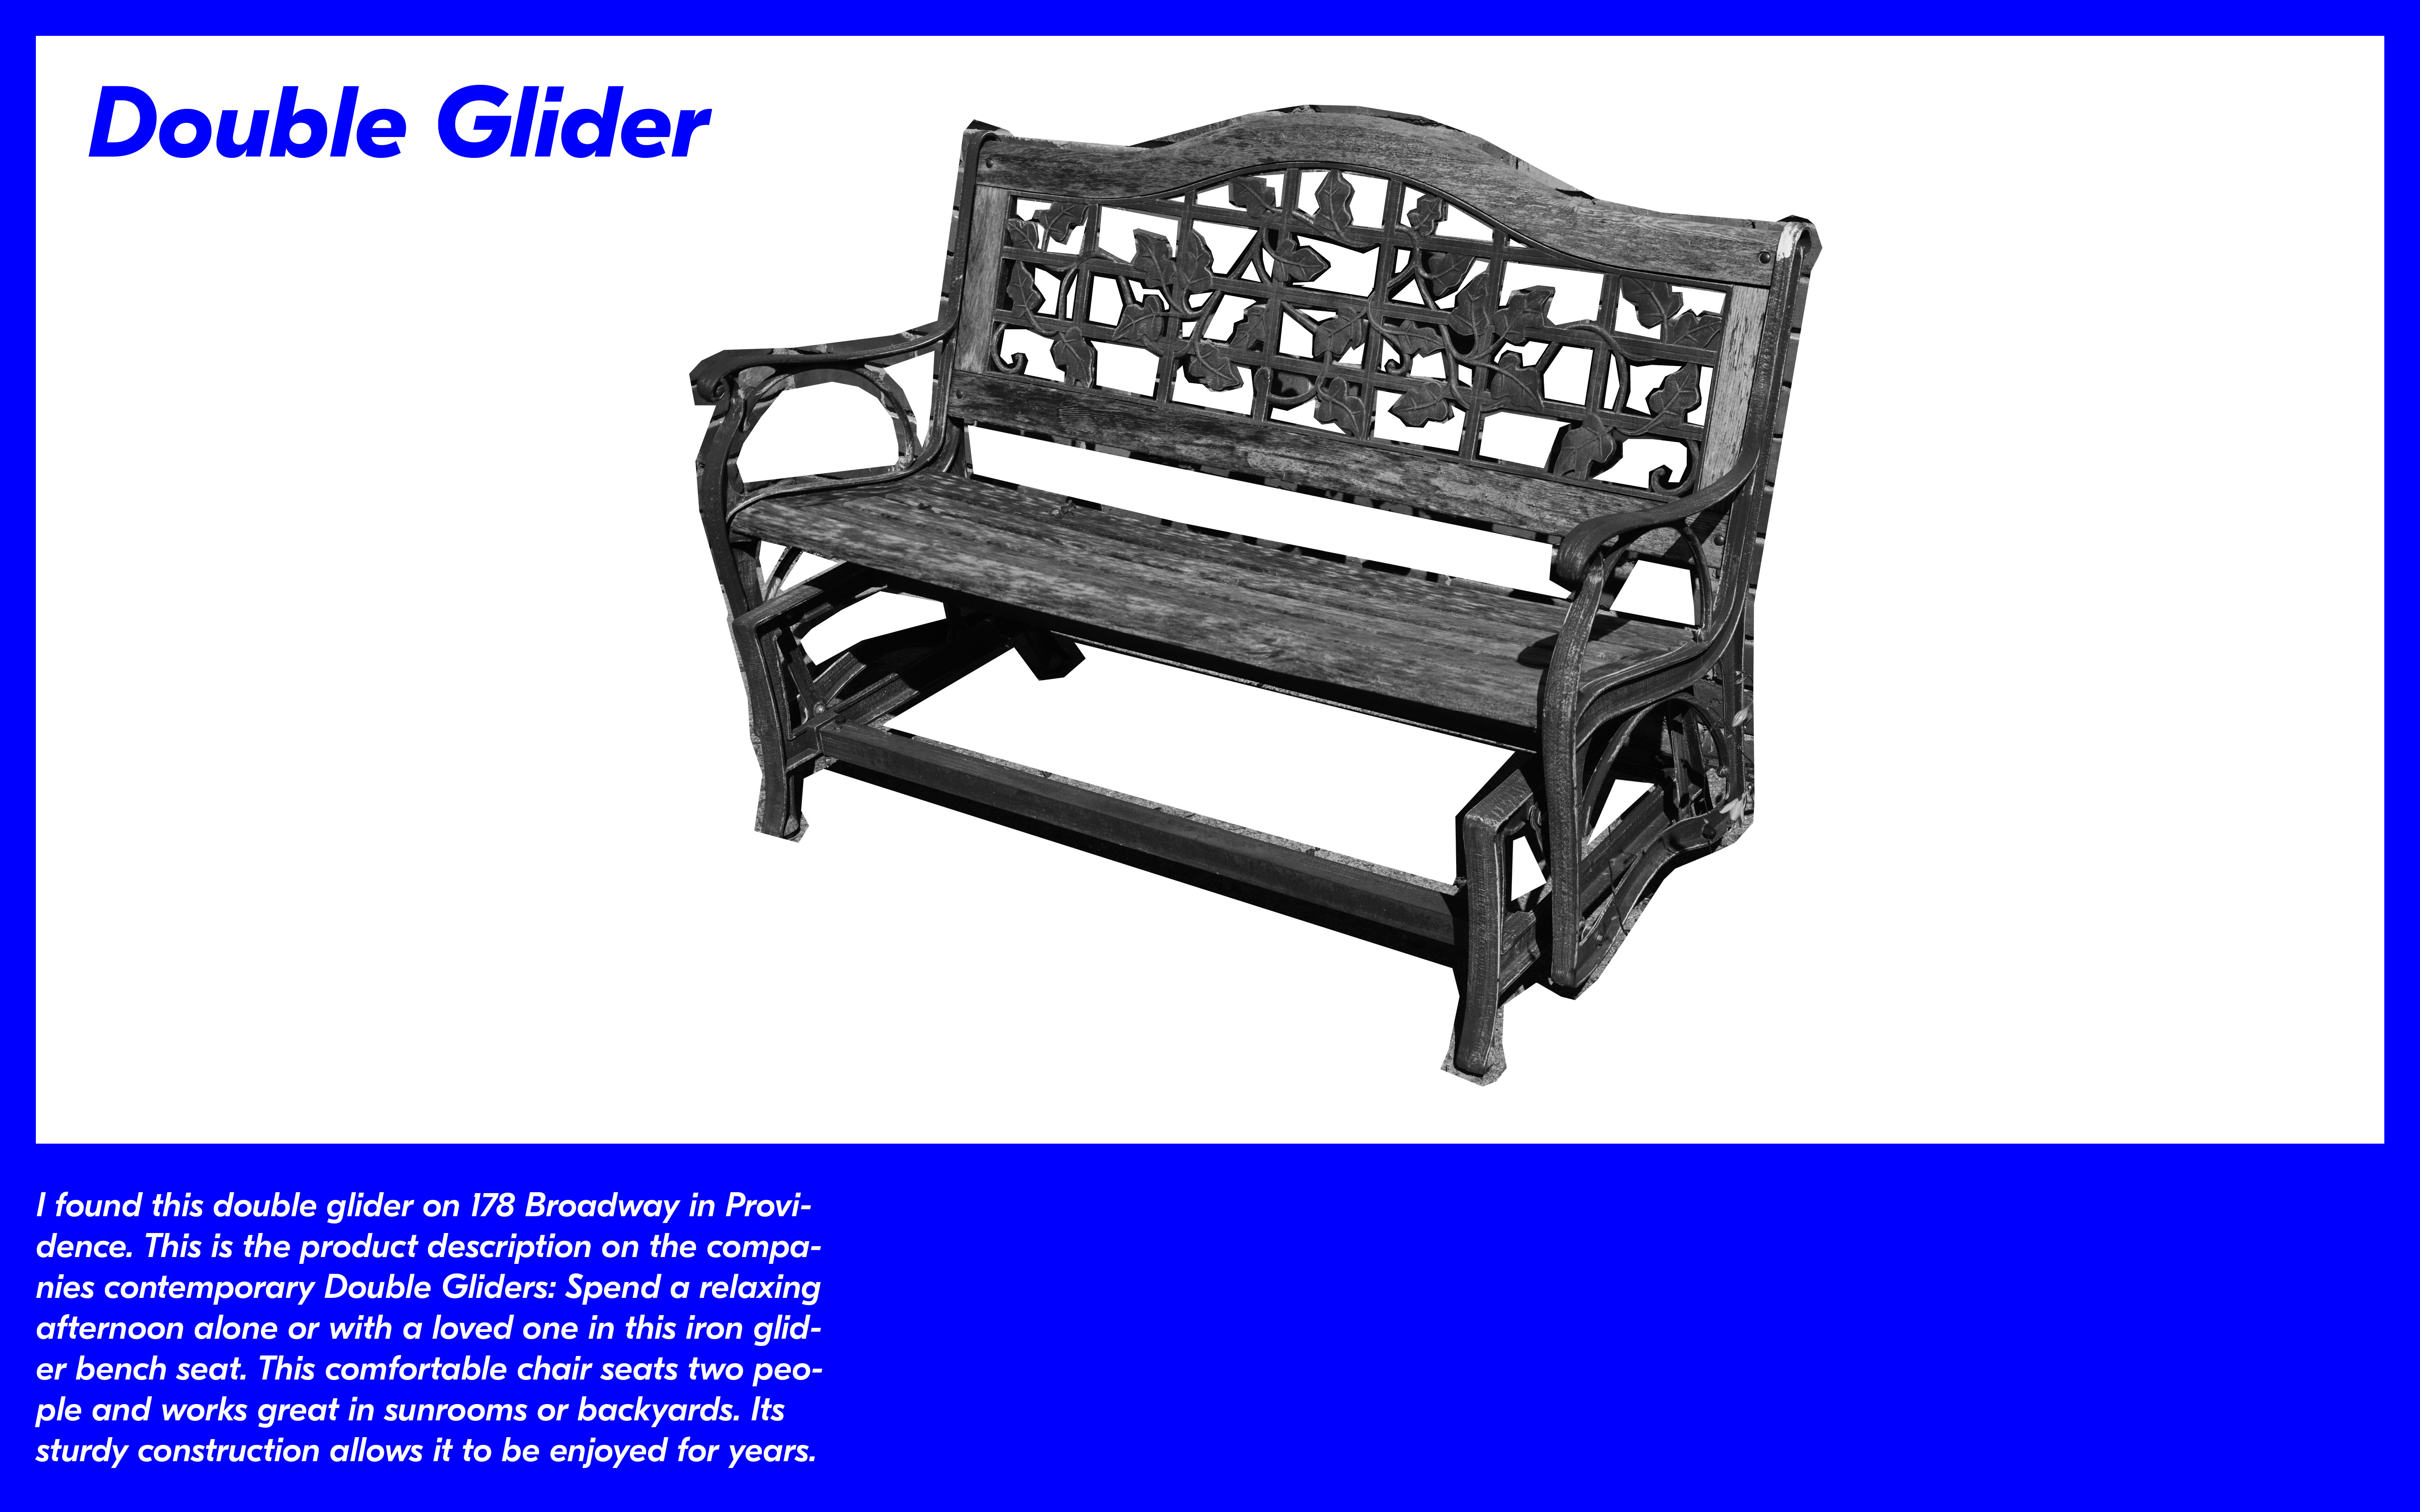 Double Glider
I found this double glider on 178 Broadway in Provi-
dence. This is the product description on the compa-
nies contemporary Double Gliders: Spend a relaxing
afternoon alone or with a loved one in this iron glid-
er bench seat. This comfortable chair seats two peo-
ple and works great in sunrooms or backyards. Its
sturdy construction allows it to be enjoyed for years.